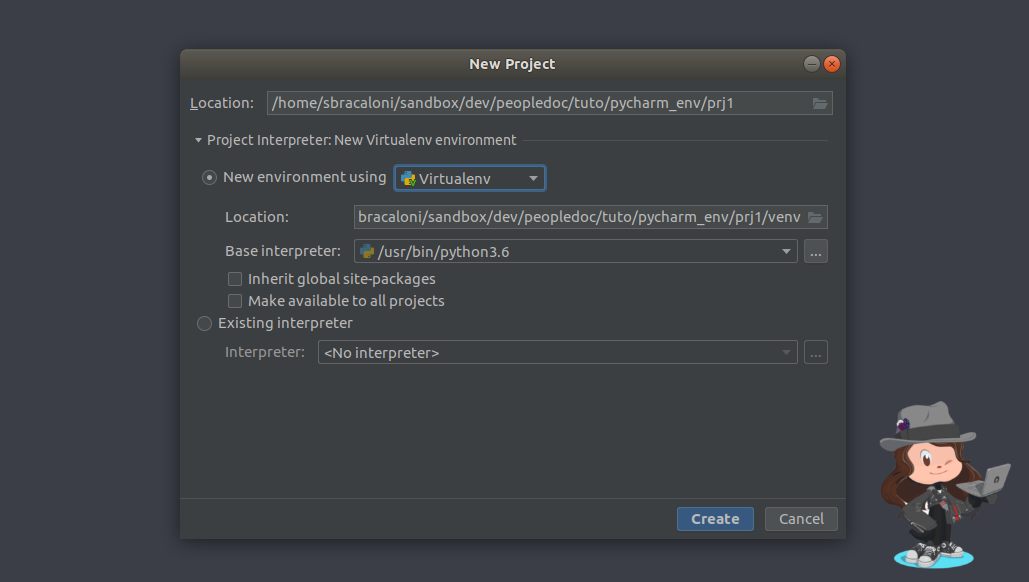 New Project
Location: /home/sbracaloni/sandbox/dev/peopledoc/tuto/pycharm_env/prj1
Project Interpreter: New Virtualenv environment
New environment using Virtualenv
Location: bracaloni/sandbox/dev/peopledoc/tuto/pycharm_env/prj1/venv
Base interpreter: /usr/bin/python3.6 ...
Inherit global site-packages
Make available to all projects
Existing interpreter
Interpreter: <No interpreter> ...
Create Cancel